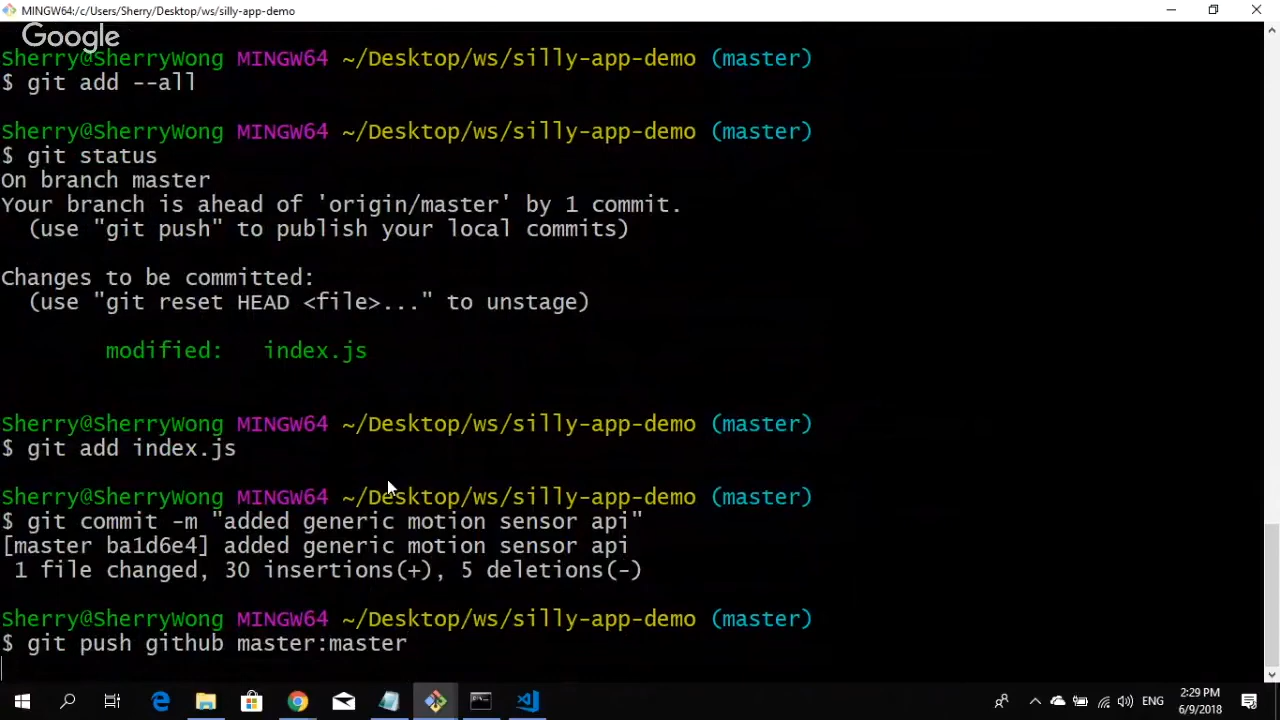 MINGW64:/c/Users/Sherry/Desktop/ws/silly-app-demo
Google
Sherry@SherryWong MINGW64 ~/Desktop/ws/silly-app-demo (master)
$ git add --all
Sherry@SherryWong MINGW64 ~/Desktop/ws/silly-app-demo (master)
$ git status
On branch master
Your branch is ahead of 'origin/master' by 1 commit.
(use "git push" to publish your local commits)
Changes to be committed:
(use "git reset HEAD <file>..." to unstage)
modified: index.js
Sherry@SherryWong MINGW64 ~/Desktop/ws/silly-app-demo (master)
$ git add index.js
Sherry@SherryWong MINGW64 ~/Desktop/ws/silly-app-demo (master)
$ git commit -m "added generic motion sensor api"
[master ba1d6e4] added generic motion sensor api
1 file changed, 30 insertions(+), 5 deletions(-)
Sherry@SherryWong MINGW64 ~/Desktop/ws/silly-app-demo (master)
$ git push github master:master
ENG
2:29 PM
6/9/2018